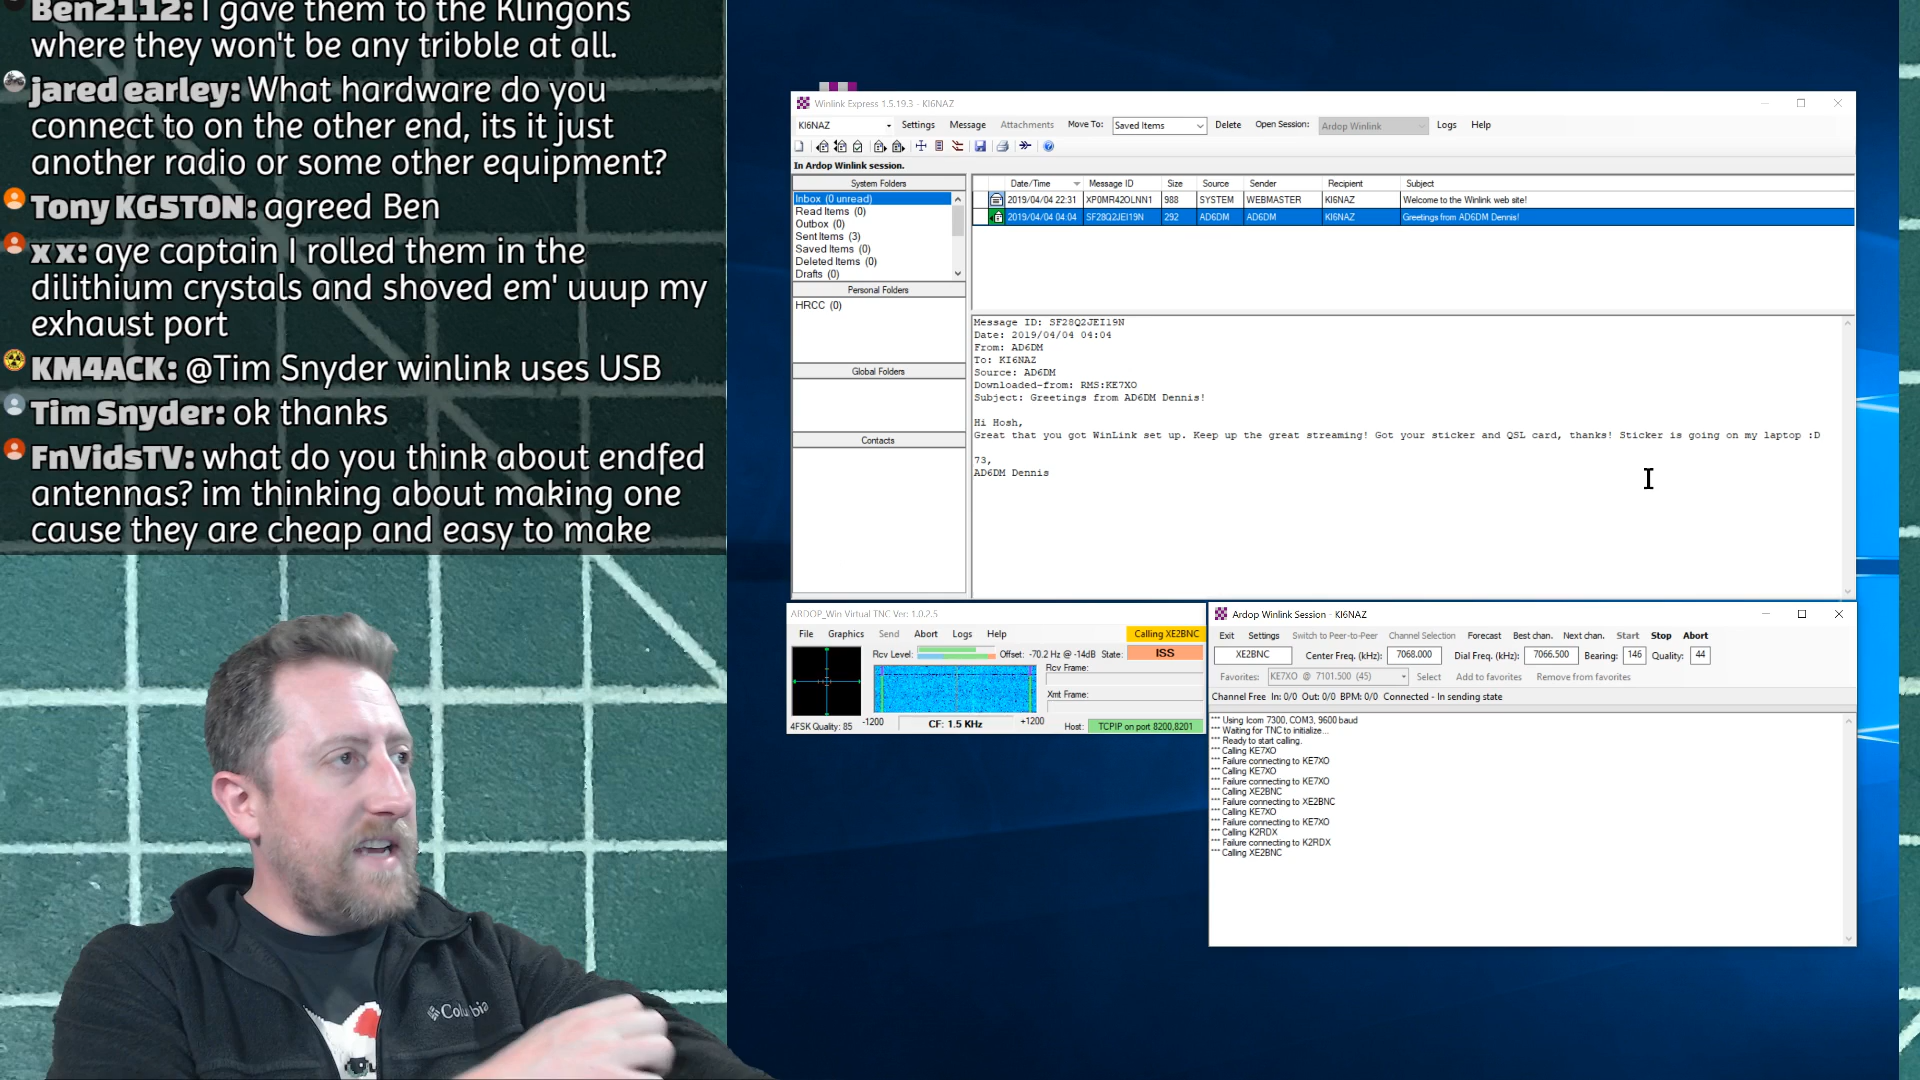 Ben2112: I gave them to the Klingons
where they won't be any tribble at all.
jared earley: What hardware do you
connect to on the other end, its it just
another radio or some other equipment?
Tony KG5TON: agreed Ben
x x: aye captain I rolled them in the
dilithium crystals and shoved em' uuup my
exhaust port
KM4ACK: @Tim Snyder winlink uses USB
Tim Snyder: ok thanks
FnVidsTV: what do you think about endfed
antennas? im thinking about making one
cause they are cheap and easy to make
Columbia
Winlink Express 1.5.19.3 - KI6NAZ
KI6NAZ Settings Message Attachments Move To: Saved Items Delete Open Session: Ardop Winlink Logs Help
In Ardop Winlink session.
System Folders
Inbox (0 unread)
Read Items (0)
Outbox (0)
Sent Items (3)
Saved Items (0)
Deleted Items (0)
Drafts (0)
Personal Folders
HRCC (0)
Global Folders
Contacts
Date/Time Message ID Size Source Sender Recipient Subject
2019/04/04 22:31 XP0MR42OLNN1 988 SYSTEM WEBMASTER KI6NAZ Welcome to the Winlink web site!
2019/04/04 04:04 SF28Q2JEI19N 292 AD6DM AD6DM KI6NAZ Greetings from AD6DM Dennis!
Message ID: SF28Q2JEI19N
Date: 2019/04/04 04:04
From: AD6DM
To: KI6NAZ
Source: AD6DM
Downloaded-from: RMS:KE7XO
Subject: Greetings from AD6DM Dennis!
Hi Hosh,
Great that you got WinLink set up. Keep up the great streaming! Got your sticker and QSL card, thanks! Sticker is going on my laptop :D
73,
AD6DM Dennis
ARDOP_Win Virtual TNC Ver: 1.0.2.5
File Graphics Send Abort Logs Help Calling XE2BNC
Rcv Level: Offset: -70.2 Hz @ -14dB State: ISS
Rcv Frame:
Xmt Frame:
4FSK Quality: 85 -1200 CF: 1.5 KHz +1200 Host: TCPIP on port 8200,8201
Ardop Winlink Session - KI6NAZ
Exit Settings Switch to Peer-to-Peer Channel Selection Forecast Best chan. Next chan. Start Stop Abort
XE2BNC Center Freq. (kHz): 7068.000 Dial Freq. (kHz): 7066.500 Bearing: 146 Quality: 44
Favorites: KE7XO @ 7101.500 (45) Select Add to favorites Remove from favorites
Channel Free In: 0/0 Out: 0/0 BPM: 0/0 Connected - In sending state
*** Using Icom 7300, COM3, 9600 baud
*** Waiting for TNC to initialize...
*** Ready to start calling.
*** Calling KE7XO
*** Failure connecting to KE7XO
*** Calling KE7XO
*** Failure connecting to KE7XO
*** Calling XE2BNC
*** Failure connecting to XE2BNC
*** Calling KE7XO
*** Failure connecting to KE7XO
*** Calling K2RDX
*** Failure connecting to K2RDX
*** Calling XE2BNC